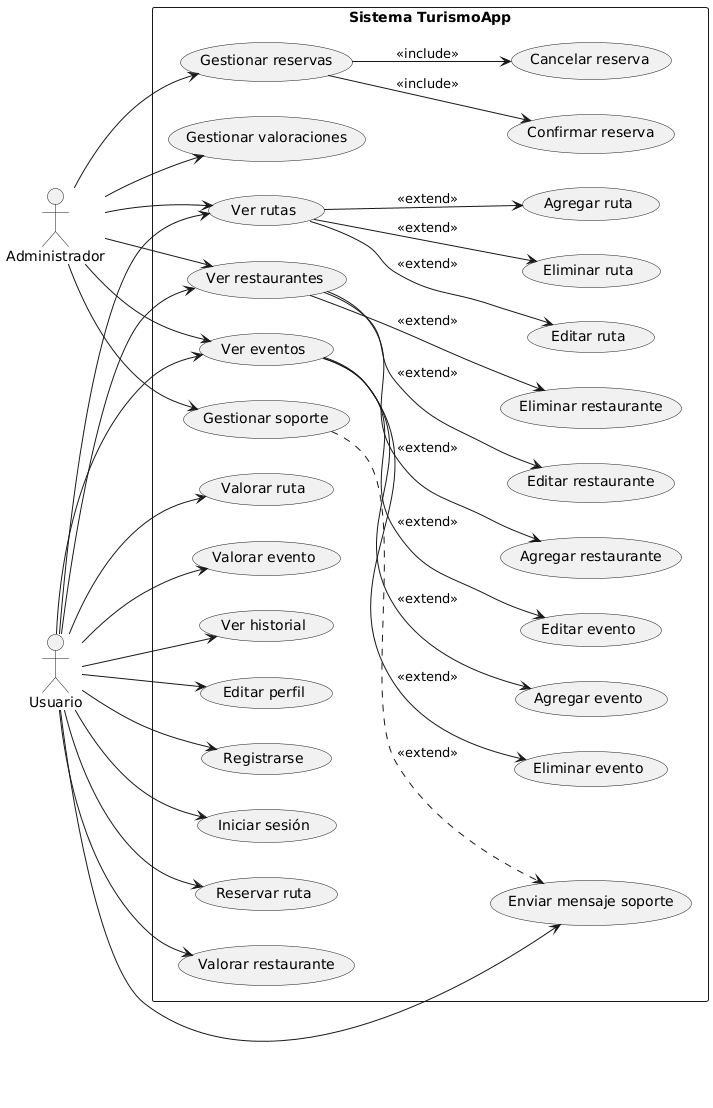 Sistema TurismoApp
Gestionar reservas
«include»
Cancelar reserva
«include»
Confirmar reserva
Gestionar valoraciones
Administrador
Ver rutas
«extend»
Agregar ruta
«extend»
Eliminar ruta
«extend»
Editar ruta
Ver restaurantes
«extend»
Eliminar restaurante
Ver eventos
«extend»
Editar restaurante
Gestionar soporte
«extend»
Agregar restaurante
Valorar ruta
«extend»
Editar evento
Valorar evento
«extend»
Agregar evento
Ver historial
«extend»
Eliminar evento
Usuario
Editar perfil
«extend»
Enviar mensaje soporte
Registrarse
Iniciar sesión
Reservar ruta
Valorar restaurante